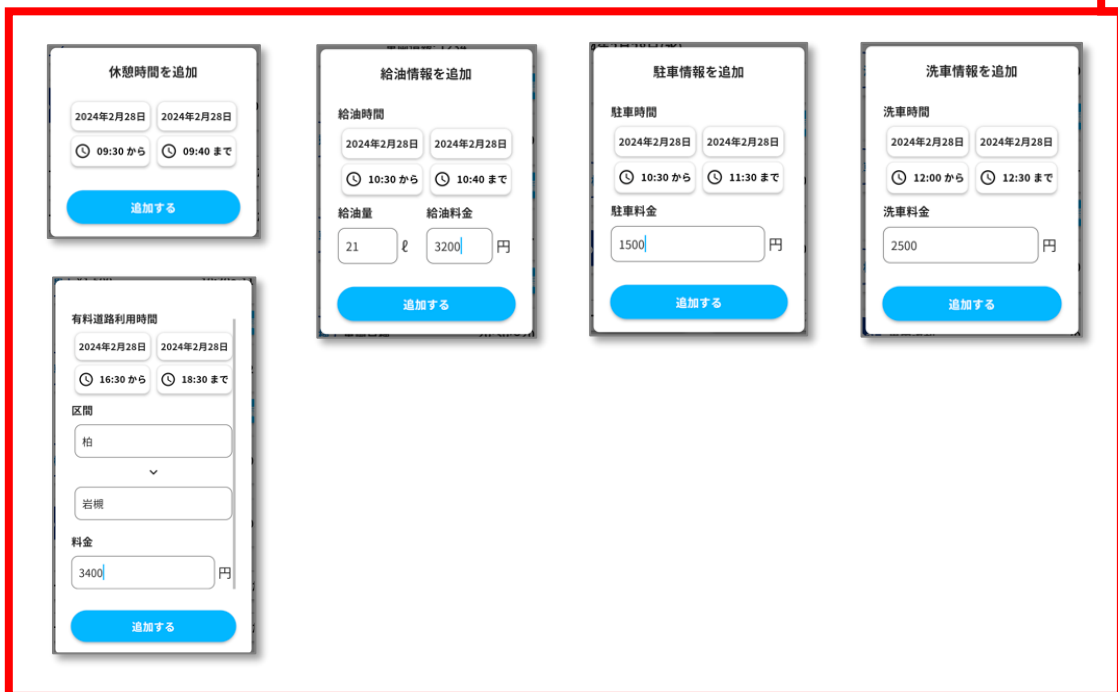 休憩時間を追加
2024年2月28日 2024年2月28日
09:30 から 09:40 まで
追加する
給油情報を追加
給油時間
2024年2月28日 2024年2月28日
10:30 から 10:40 まで
給油量 給油料金
21 ℓ 3200 円
追加する
駐車情報を追加
駐車時間
2024年2月28日 2024年2月28日
10:30 から 11:30 まで
駐車料金
1500 円
追加する
洗車情報を追加
洗車時間
2024年2月28日 2024年2月28日
12:00 から 12:30 まで
洗車料金
2500 円
追加する
有料道路利用時間
2024年2月28日 2024年2月28日
16:30 から 18:30 まで
区間
柏
岩槻
料金
3400 円
追加する